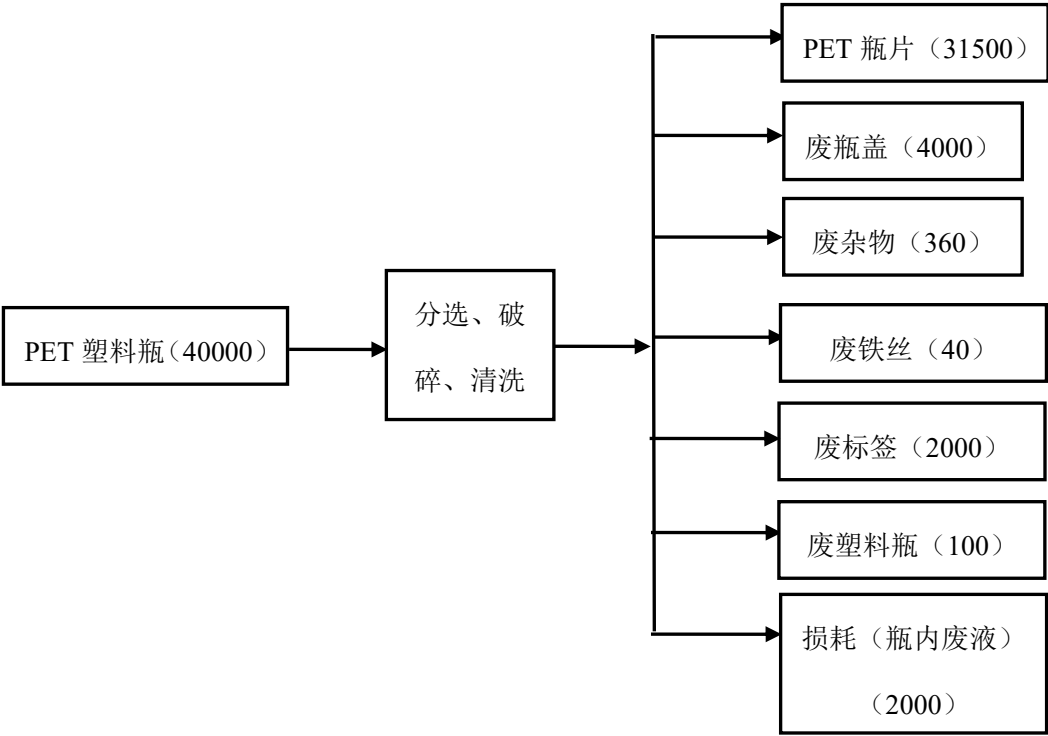 PET 瓶片（31500）
废瓶盖（4000）
废杂物（360）
PET 塑料瓶（40000）
分选、破
碎、清洗
废铁丝（40）
废标签（2000）
废塑料瓶（100）
损耗（瓶内废液）
（2000）